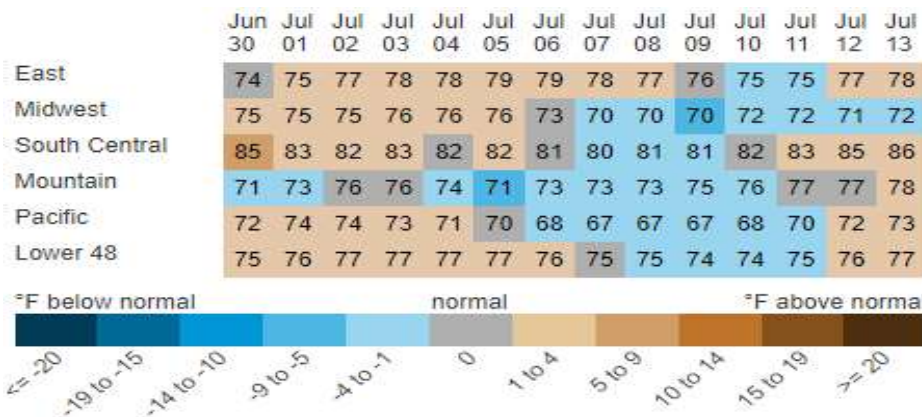 Jun Jul Jul Jul Jul Jul Jul Jul Jul Jul Jul Jul Jul Jul
30 01 02 03 04 05 06 07 08 09 10 11 12 13
East 74 75 77 78 78 79 79 78 77 76 75 75 77 78
Midwest 75 75 75 76 76 76 73 70 70 70 72 72 71 72
South Central 85 83 82 83 82 82 81 80 81 81 82 83 85 86
Mountain 71 73 76 76 74 71 73 73 73 75 76 77 77 78
Pacific 72 74 74 73 71 70 68 67 67 67 68 70 72 73
Lower 48 75 76 77 77 77 77 76 75 75 74 74 75 76 77
°F below normal normal °F above norma
<= -20 -19 to -15 -14 to -10 -9 to -5 -4 to -1 0 1 to 4 5 to 9 10 to 14 15 to 19 >= 20